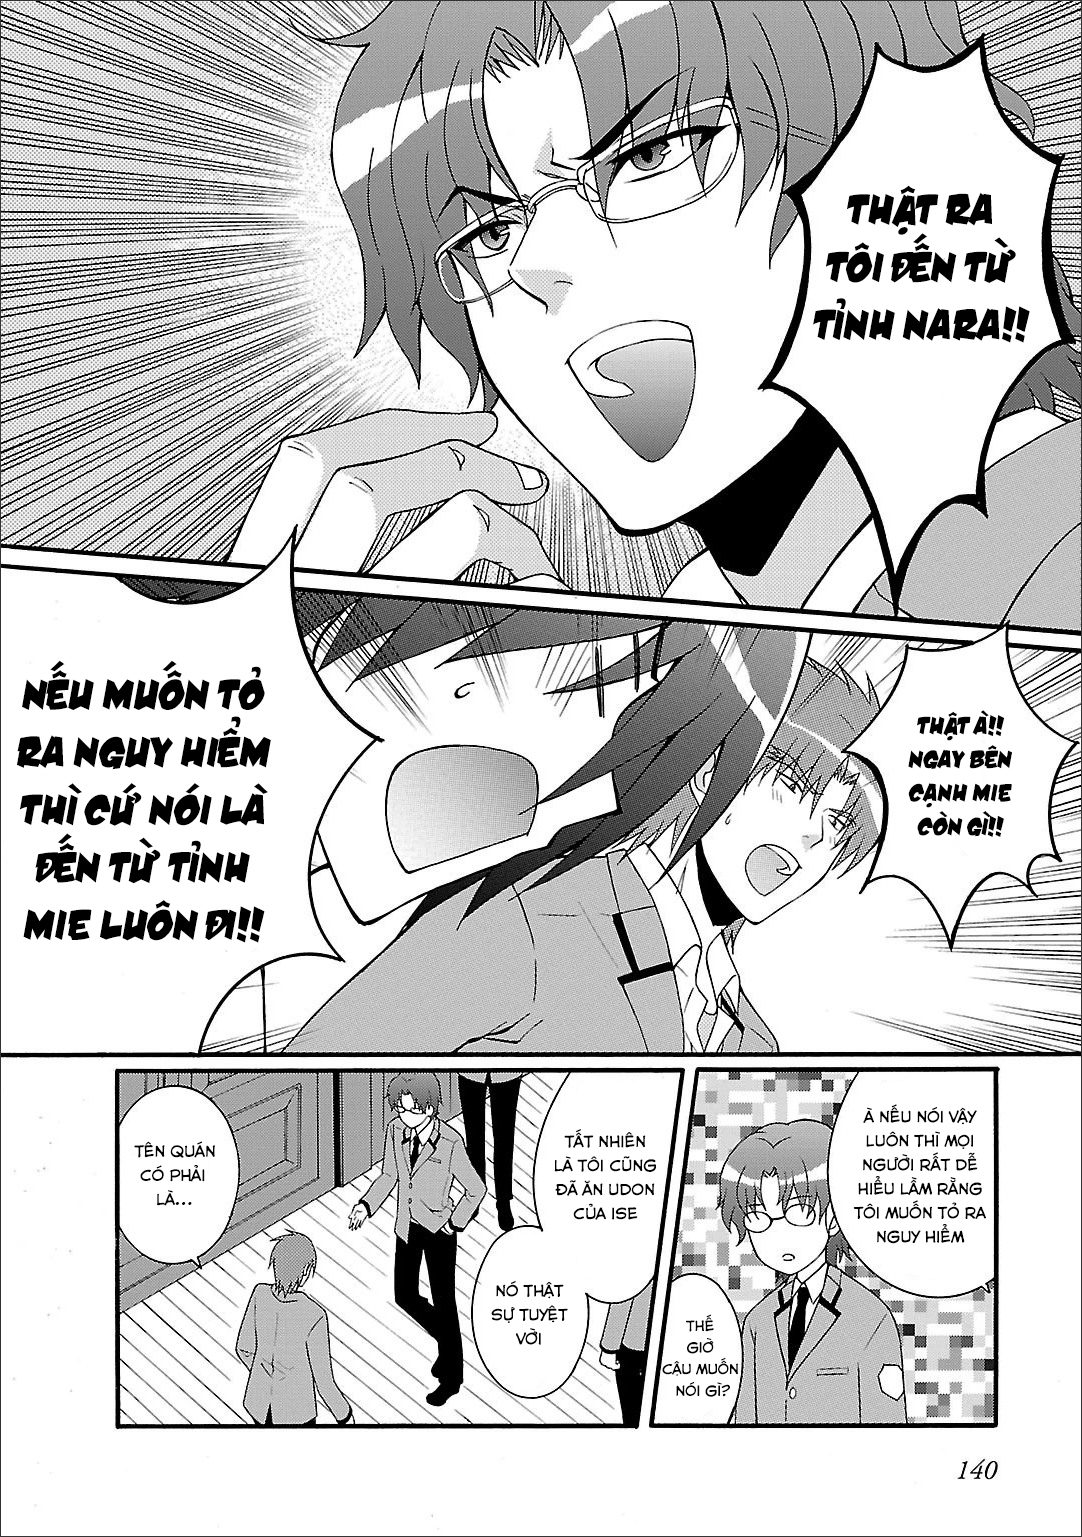 THẬT RA
TÔI ĐẾN TỪ
TỈNH NARA!!
THẬT À!!
NGAY BÊN
CẠNH MIE
CÒN GÌ!!
NẾU MUỐN TỎ
RA NGUY HIỂM
THÌ CỨ NÓI LÀ
ĐẾN TỪ TỈNH
MIE LUÔN ĐI!!
À NẾU NÓI VẬY
LUÔN THÌ MỌI
NGƯỜI RẤT DỄ
HIỂU LẦM RẰNG
TÔI MUỐN TỎ RA
NGUY HIỂM
THẾ
GIỜ
CẬU MUỐN
NÓI GÌ?
TẤT NHIÊN
LÀ TÔI CŨNG
ĐÃ ĂN UDON
CỦA ISE
NÓ THẬT
SỰ TUYỆT
VỜI
TÊN QUÁN
CÓ PHẢI
LÀ...
140